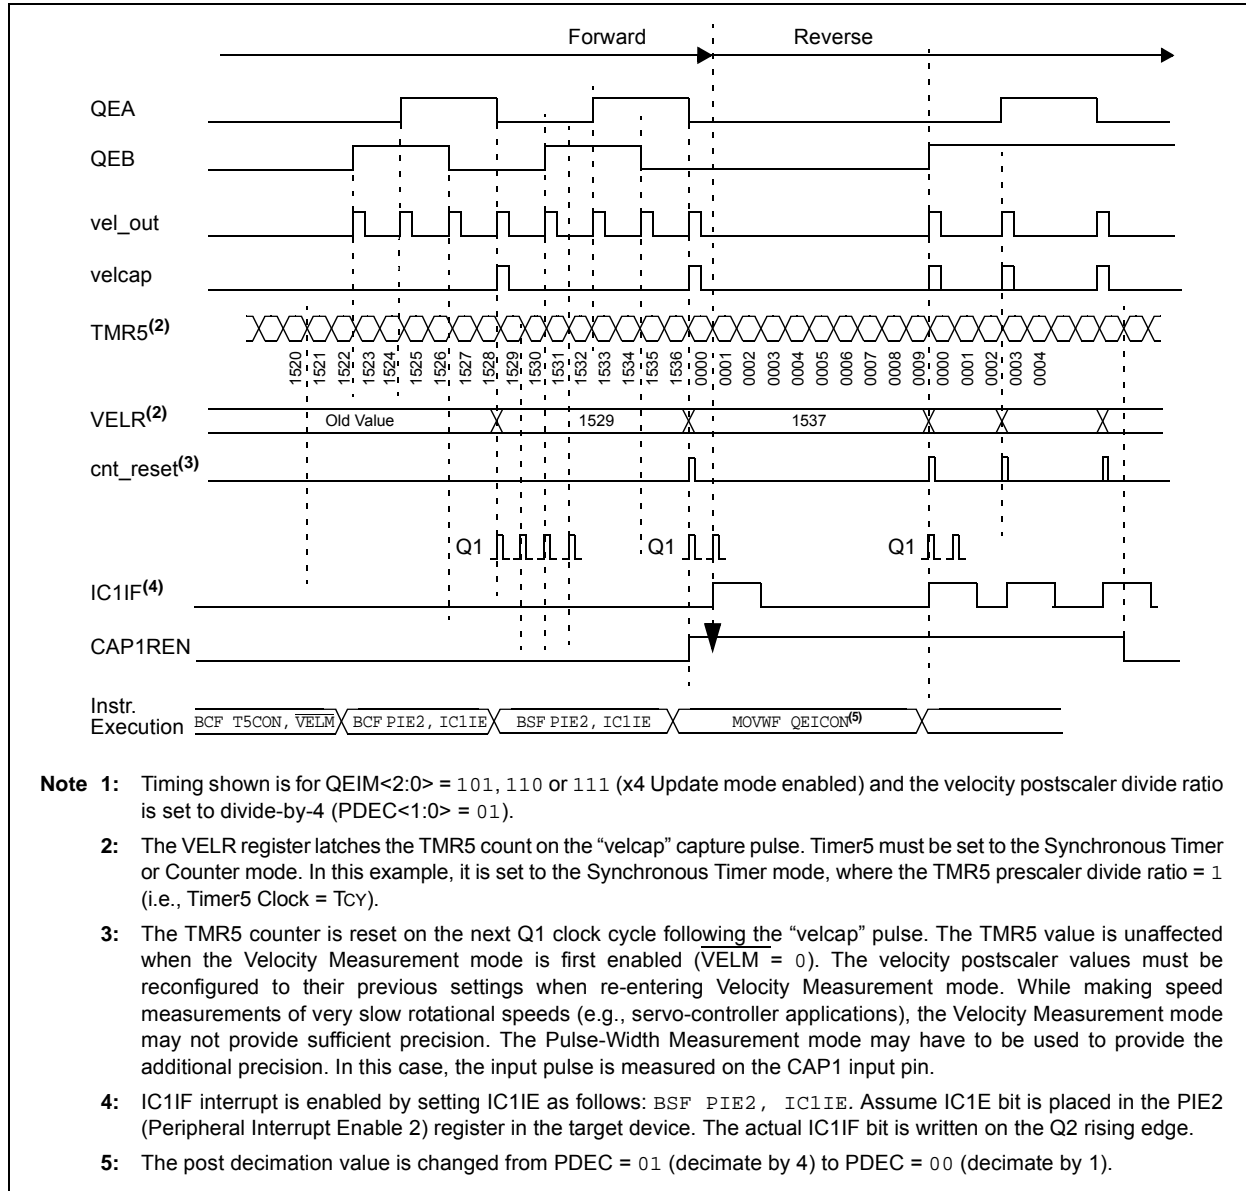 Forward Reverse
QEA
QEB
vel_out
velcap
TMR5(2)
1520 1521 1522 1523 1524 1525 1526 1527 1528 1529 1530 1531 1532 1533 1534 1535 1536 0000 0001 0002 0003 0004 0005 0006 0007 0008 0009 0000 0001 0002 0003 0004
VELR(2) Old Value 1529 1537
cnt_reset(3)
Q1 Q1 Q1
IC1IF(4)
CAP1REN
Instr.
Execution BCF T5CON, VELM BCF PIE2, IC1IE BSF PIE2, IC1IE MOVWF QEICON(5)
Note 1: Timing shown is for QEIM<2:0> = 101, 110 or 111 (x4 Update mode enabled) and the velocity postscaler divide ratio
is set to divide-by-4 (PDEC<1:0> = 01).
2: The VELR register latches the TMR5 count on the “velcap” capture pulse. Timer5 must be set to the Synchronous Timer
or Counter mode. In this example, it is set to the Synchronous Timer mode, where the TMR5 prescaler divide ratio = 1
(i.e., Timer5 Clock = TCY).
3: The TMR5 counter is reset on the next Q1 clock cycle following the “velcap” pulse. The TMR5 value is unaffected
when the Velocity Measurement mode is first enabled (VELM = 0). The velocity postscaler values must be
reconfigured to their previous settings when re-entering Velocity Measurement mode. While making speed
measurements of very slow rotational speeds (e.g., servo-controller applications), the Velocity Measurement mode
may not provide sufficient precision. The Pulse-Width Measurement mode may have to be used to provide the
additional precision. In this case, the input pulse is measured on the CAP1 input pin.
4: IC1IF interrupt is enabled by setting IC1IE as follows: BSF PIE2, IC1IE. Assume IC1E bit is placed in the PIE2
(Peripheral Interrupt Enable 2) register in the target device. The actual IC1IF bit is written on the Q2 rising edge.
5: The post decimation value is changed from PDEC = 01 (decimate by 4) to PDEC = 00 (decimate by 1).